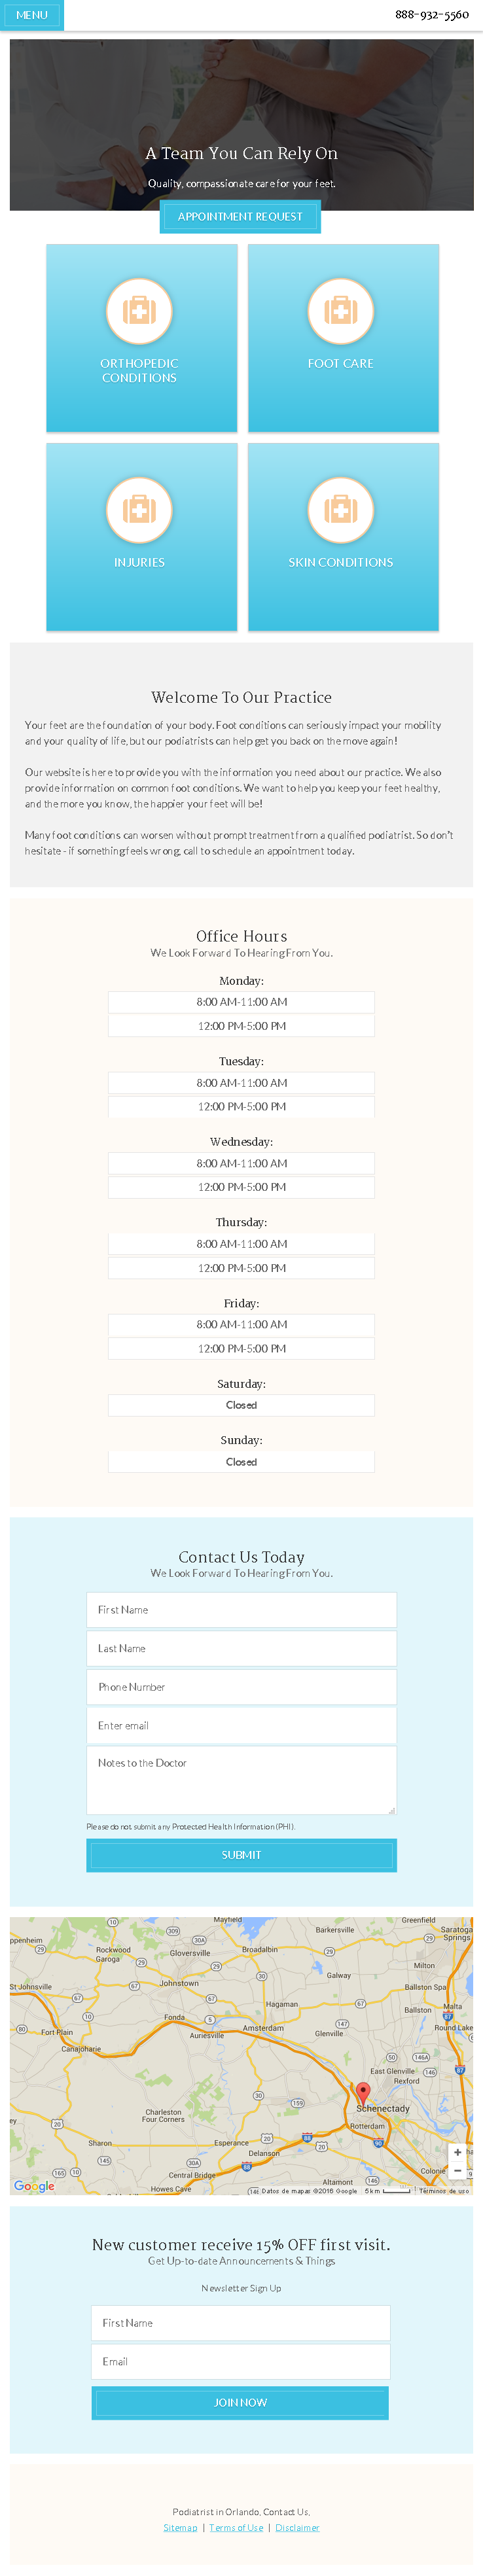 MENU
888-932-5560
A Team You Can Rely On
Quality, compassionate care for your feet.
APPOINTMENT REQUEST
ORTHOPEDIC
CONDITIONS
FOOT CARE
INJURIES
SKIN CONDITIONS
Welcome To Our Practice
Your feet are the foundation of your body. Foot conditions can seriously impact your mobility
and your quality of life, but our podiatrists can help get you back on the move again!
Our website is here to provide you with the information you need about our practice. We also
provide information on common foot conditions. We want to help you keep your feet healthy,
and the more you know, the happier your feet will be!
Many foot conditions can worsen without prompt treatment from a qualified podiatrist. So don't
hesitate - if something feels wrong, call to schedule an appointment today.
Office Hours
We Look Forward To Hearing From You.
Monday:
8:00 AM-11:00 AM
12:00 PM-5:00 PM
Tuesday:
8:00 AM-11:00 AM
12:00 PM-5:00 PM
Wednesday:
8:00 AM-11:00 AM
12:00 PM-5:00 PM
Thursday:
8:00 AM-11:00 AM
12:00 PM-5:00 PM
Friday:
8:00 AM-11:00 AM
12:00 PM-5:00 PM
Saturday:
Closed
Sunday:
Closed
Contact Us Today
We Look Forward To Hearing From You.
First Name
Last Name
Phone Number
Enter email
Notes to the Doctor
Please do not submit any Protected Health Information (PHI).
SUBMIT
Mayfield
Greenfield
Barkersville
Saratoga
Springs
ppenheim
Rockwood
Garoga
Gloversville
Broadalbin
Milton
Galway
St Johnsville
Johnstown
Ballston Spa
Hagaman
Malta
Ballston
Fonda
Fort Plain
Auriesville
Amsterdam
Glenville
Round Lake
Canajoharie
East Glenville
Rexford
Schenectady
Charleston
Four Corners
Rotterdam
Sharon
Esperance
Delanson
Colonie
Central Bridge
Altamont
Howes Cave
Google
Datos de mapas ©2016 Google
5 km
Términos de uso
New customer receive 15% OFF first visit.
Get Up-to-date Announcements & Things
Newsletter Sign Up
First Name
Email
JOIN NOW
Podiatrist in Orlando, Contact Us,
Sitemap | Terms of Use | Disclaimer